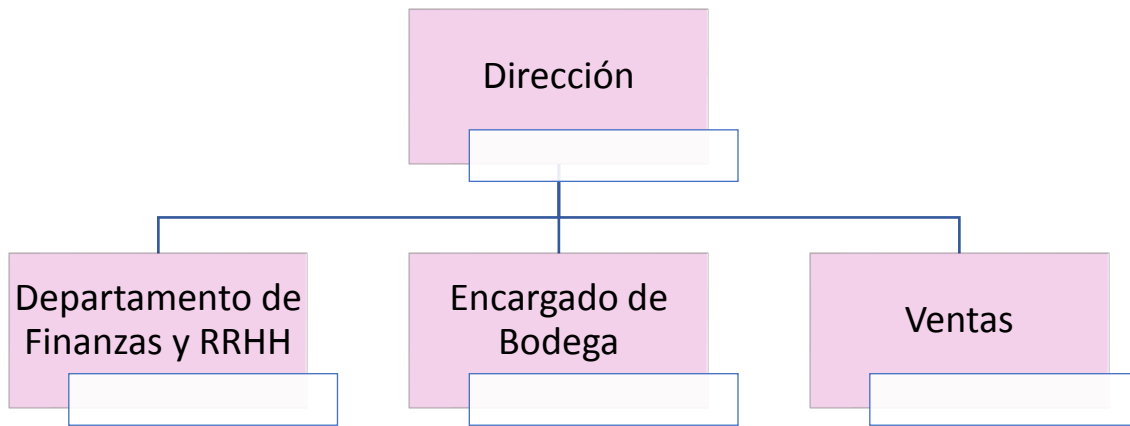 Dirección
Departamento de
Finanzas y RRHH
Encargado de
Bodega
Ventas